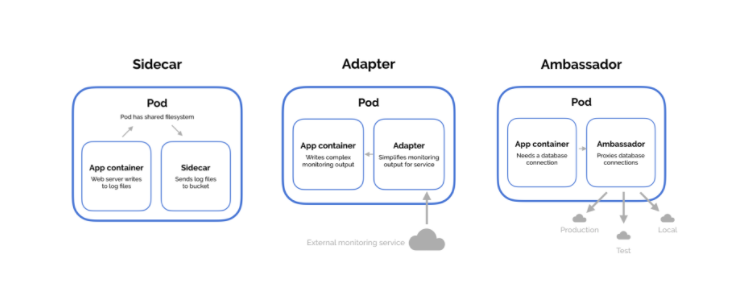 Sidecar
Pod
Pod has shared filesystem
App container
Web server writes
to log files
Sidecar
Sends log files
to bucket
Adapter
Pod
App container
Writes complex
monitoring output
Adapter
Simplifies monitoring
output for service
External monitoring service
Ambassador
Pod
App container
Needs a database
connection
Ambassador
Proxies database
connections
Production
Test
Local